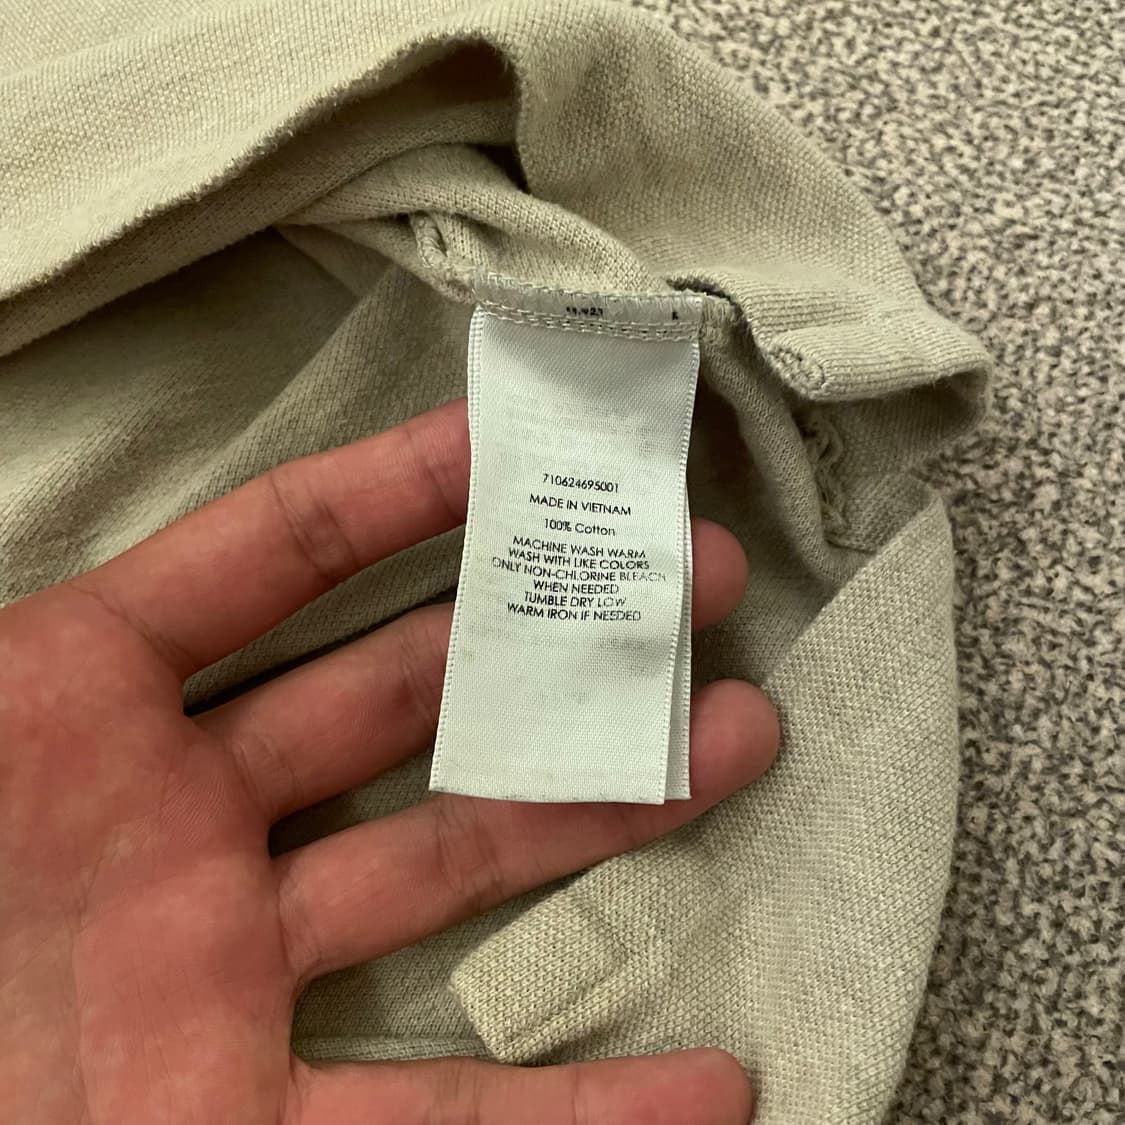 710624695001
MADE IN VIETNAM
100% Cotton
MACHINE WASH WARM
WASH WITH LIKE COLORS
ONLY NON-CHLORINE BLEACH
WHEN NEEDED
TUMBLE DRY LOW
WARM IRON IF NEEDED